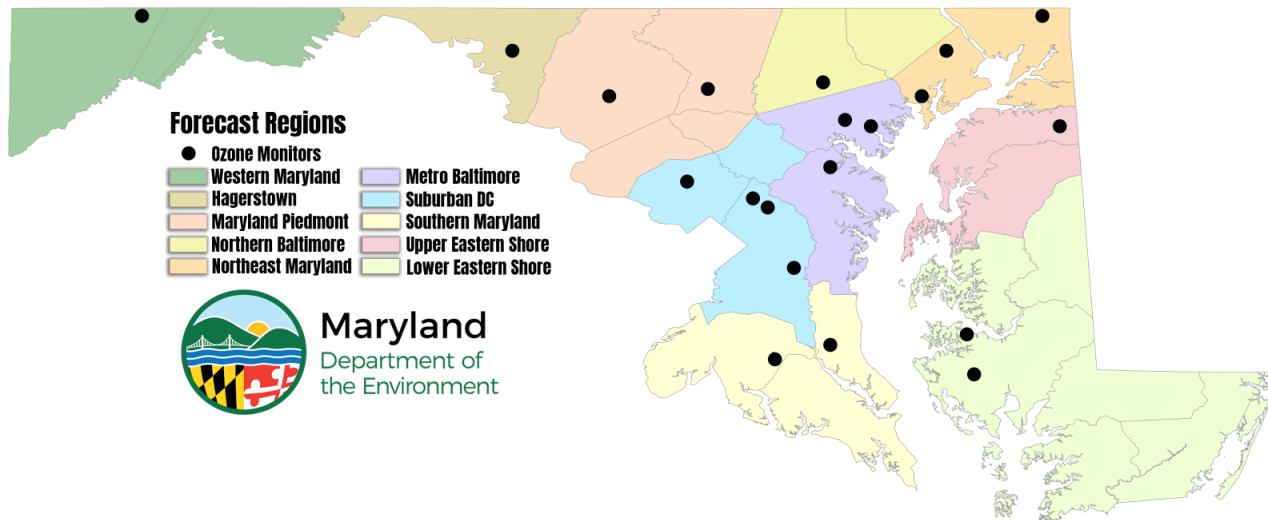 Forecast Regions
Ozone Monitors
Western Maryland
Hagerstown
Maryland Piedmont
Northern Baltimore
Northeast Maryland
Metro Baltimore
Suburban DC
Southern Maryland
Upper Eastern Shore
Lower Eastern Shore
Maryland
Department of
the Environment